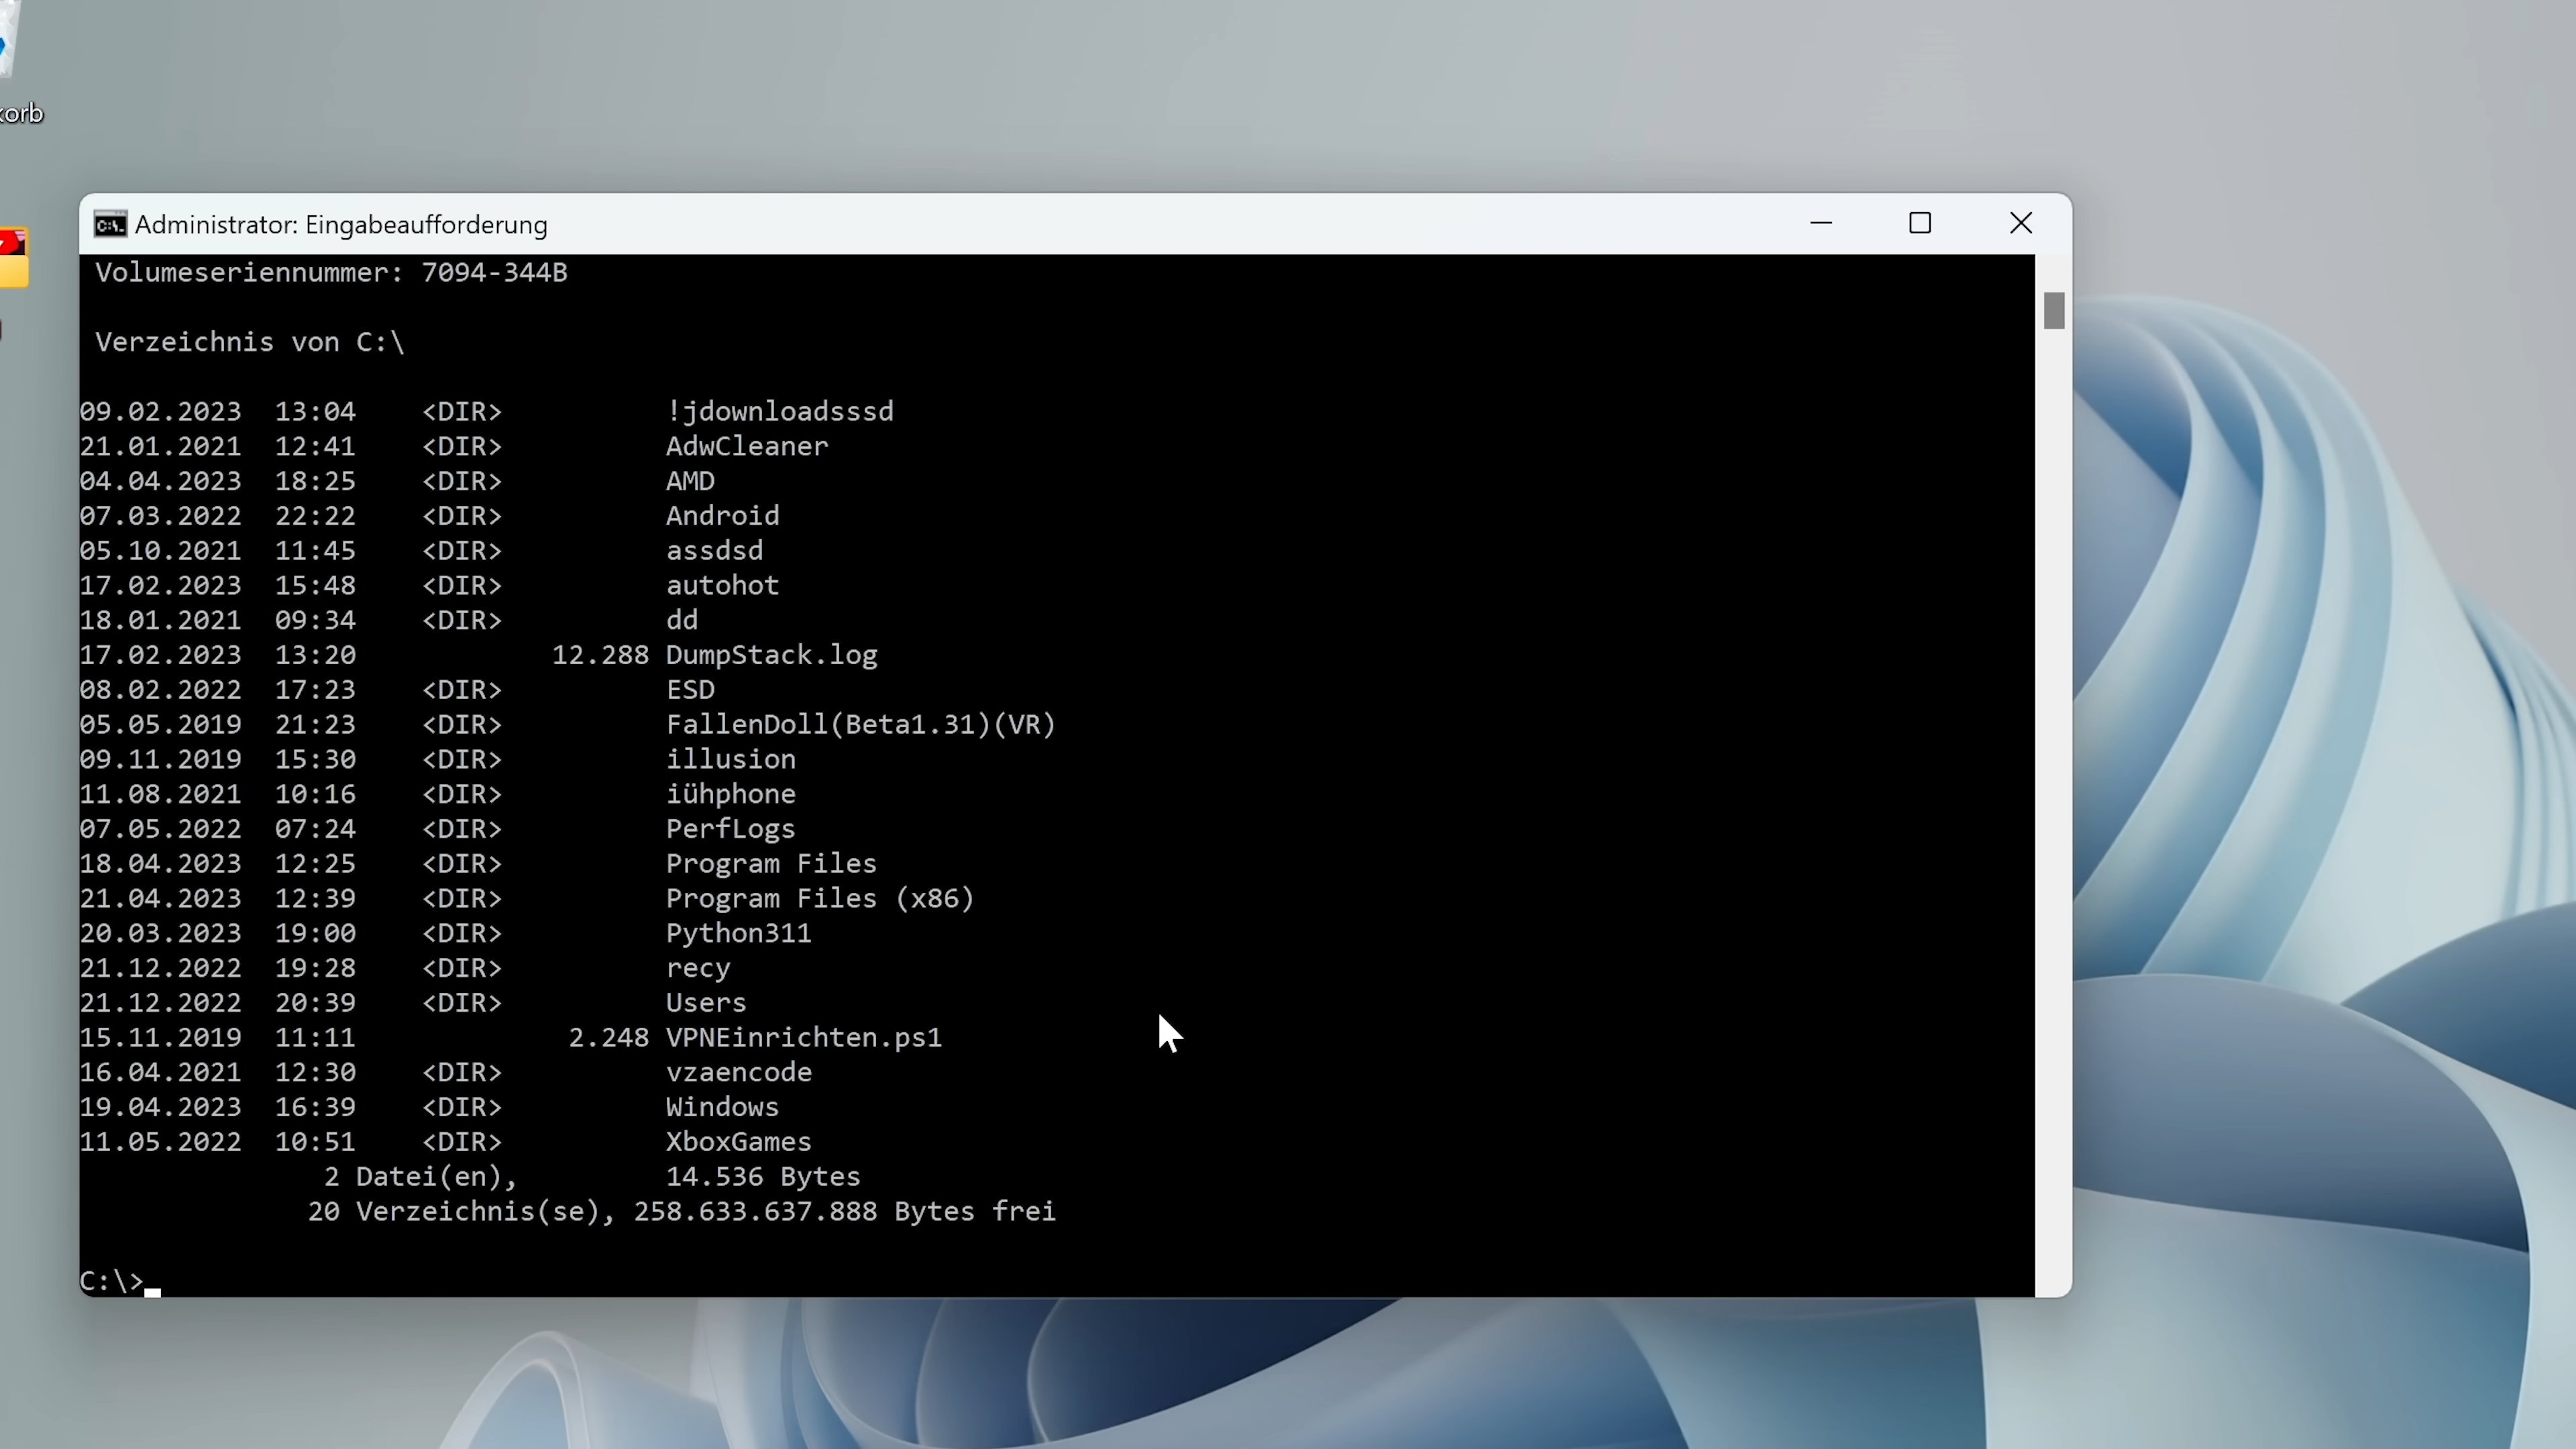 korb
Administrator: Eingabeaufforderung
Volumeseriennummer: 7094-344B
Verzeichnis von C:\
09.02.2023  13:04    <DIR>          !jdownloadsssd
21.01.2021  12:41    <DIR>          AdwCleaner
04.04.2023  18:25    <DIR>          AMD
07.03.2022  22:22    <DIR>          Android
05.10.2021  11:45    <DIR>          assdsd
17.02.2023  15:48    <DIR>          autohot
18.01.2021  09:34    <DIR>          dd
17.02.2023  13:20            12.288 DumpStack.log
08.02.2022  17:23    <DIR>          ESD
05.05.2019  21:23    <DIR>          FallenDoll(Beta1.31)(VR)
09.11.2019  15:30    <DIR>          illusion
11.08.2021  10:16    <DIR>          iühphone
07.05.2022  07:24    <DIR>          PerfLogs
18.04.2023  12:25    <DIR>          Program Files
21.04.2023  12:39    <DIR>          Program Files (x86)
20.03.2023  19:00    <DIR>          Python311
21.12.2022  19:28    <DIR>          recy
21.12.2022  20:39    <DIR>          Users
15.11.2019  11:11             2.248 VPNEinrichten.ps1
16.04.2021  12:30    <DIR>          vzaencode
19.04.2023  16:39    <DIR>          Windows
11.05.2022  10:51    <DIR>          XboxGames
2 Datei(en),         14.536 Bytes
20 Verzeichnis(se), 258.633.637.888 Bytes frei
C:\>